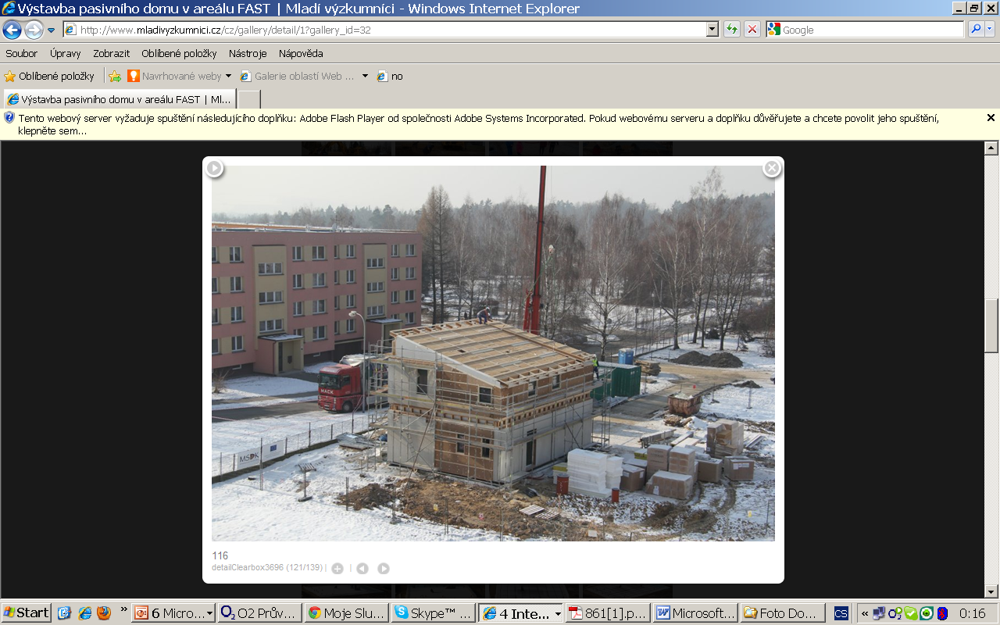 Výstavba pasivního domu v areálu FAST | Mladí výzkumníci - Windows Internet Explorer
http://www.mladivyzkumnici.cz/cz/gallery/detail/1?gallery_id=32
Google
Soubor Úpravy Zobrazit Oblíbené položky Nástroje Nápověda
Oblíbené položky Navrhované weby Galerie oblastí Web ... no
Výstavba pasivního domu v areálu FAST | Ml...
Tento webový server vyžaduje spuštění následujícího doplňku: Adobe Flash Player od společnosti Adobe Systems Incorporated. Pokud webovému serveru a doplňku důvěřujete a chcete povolit jeho spuštění,
klepněte sem...
MACK
MSDK
116
detailClearbox3696 (121/139) | |
Start » 6 Micro... O2 Prův... Moje Slu... Skype™ ... 4 Inte... 861[1].p... Microsoft... Foto Do... CS « 0:16